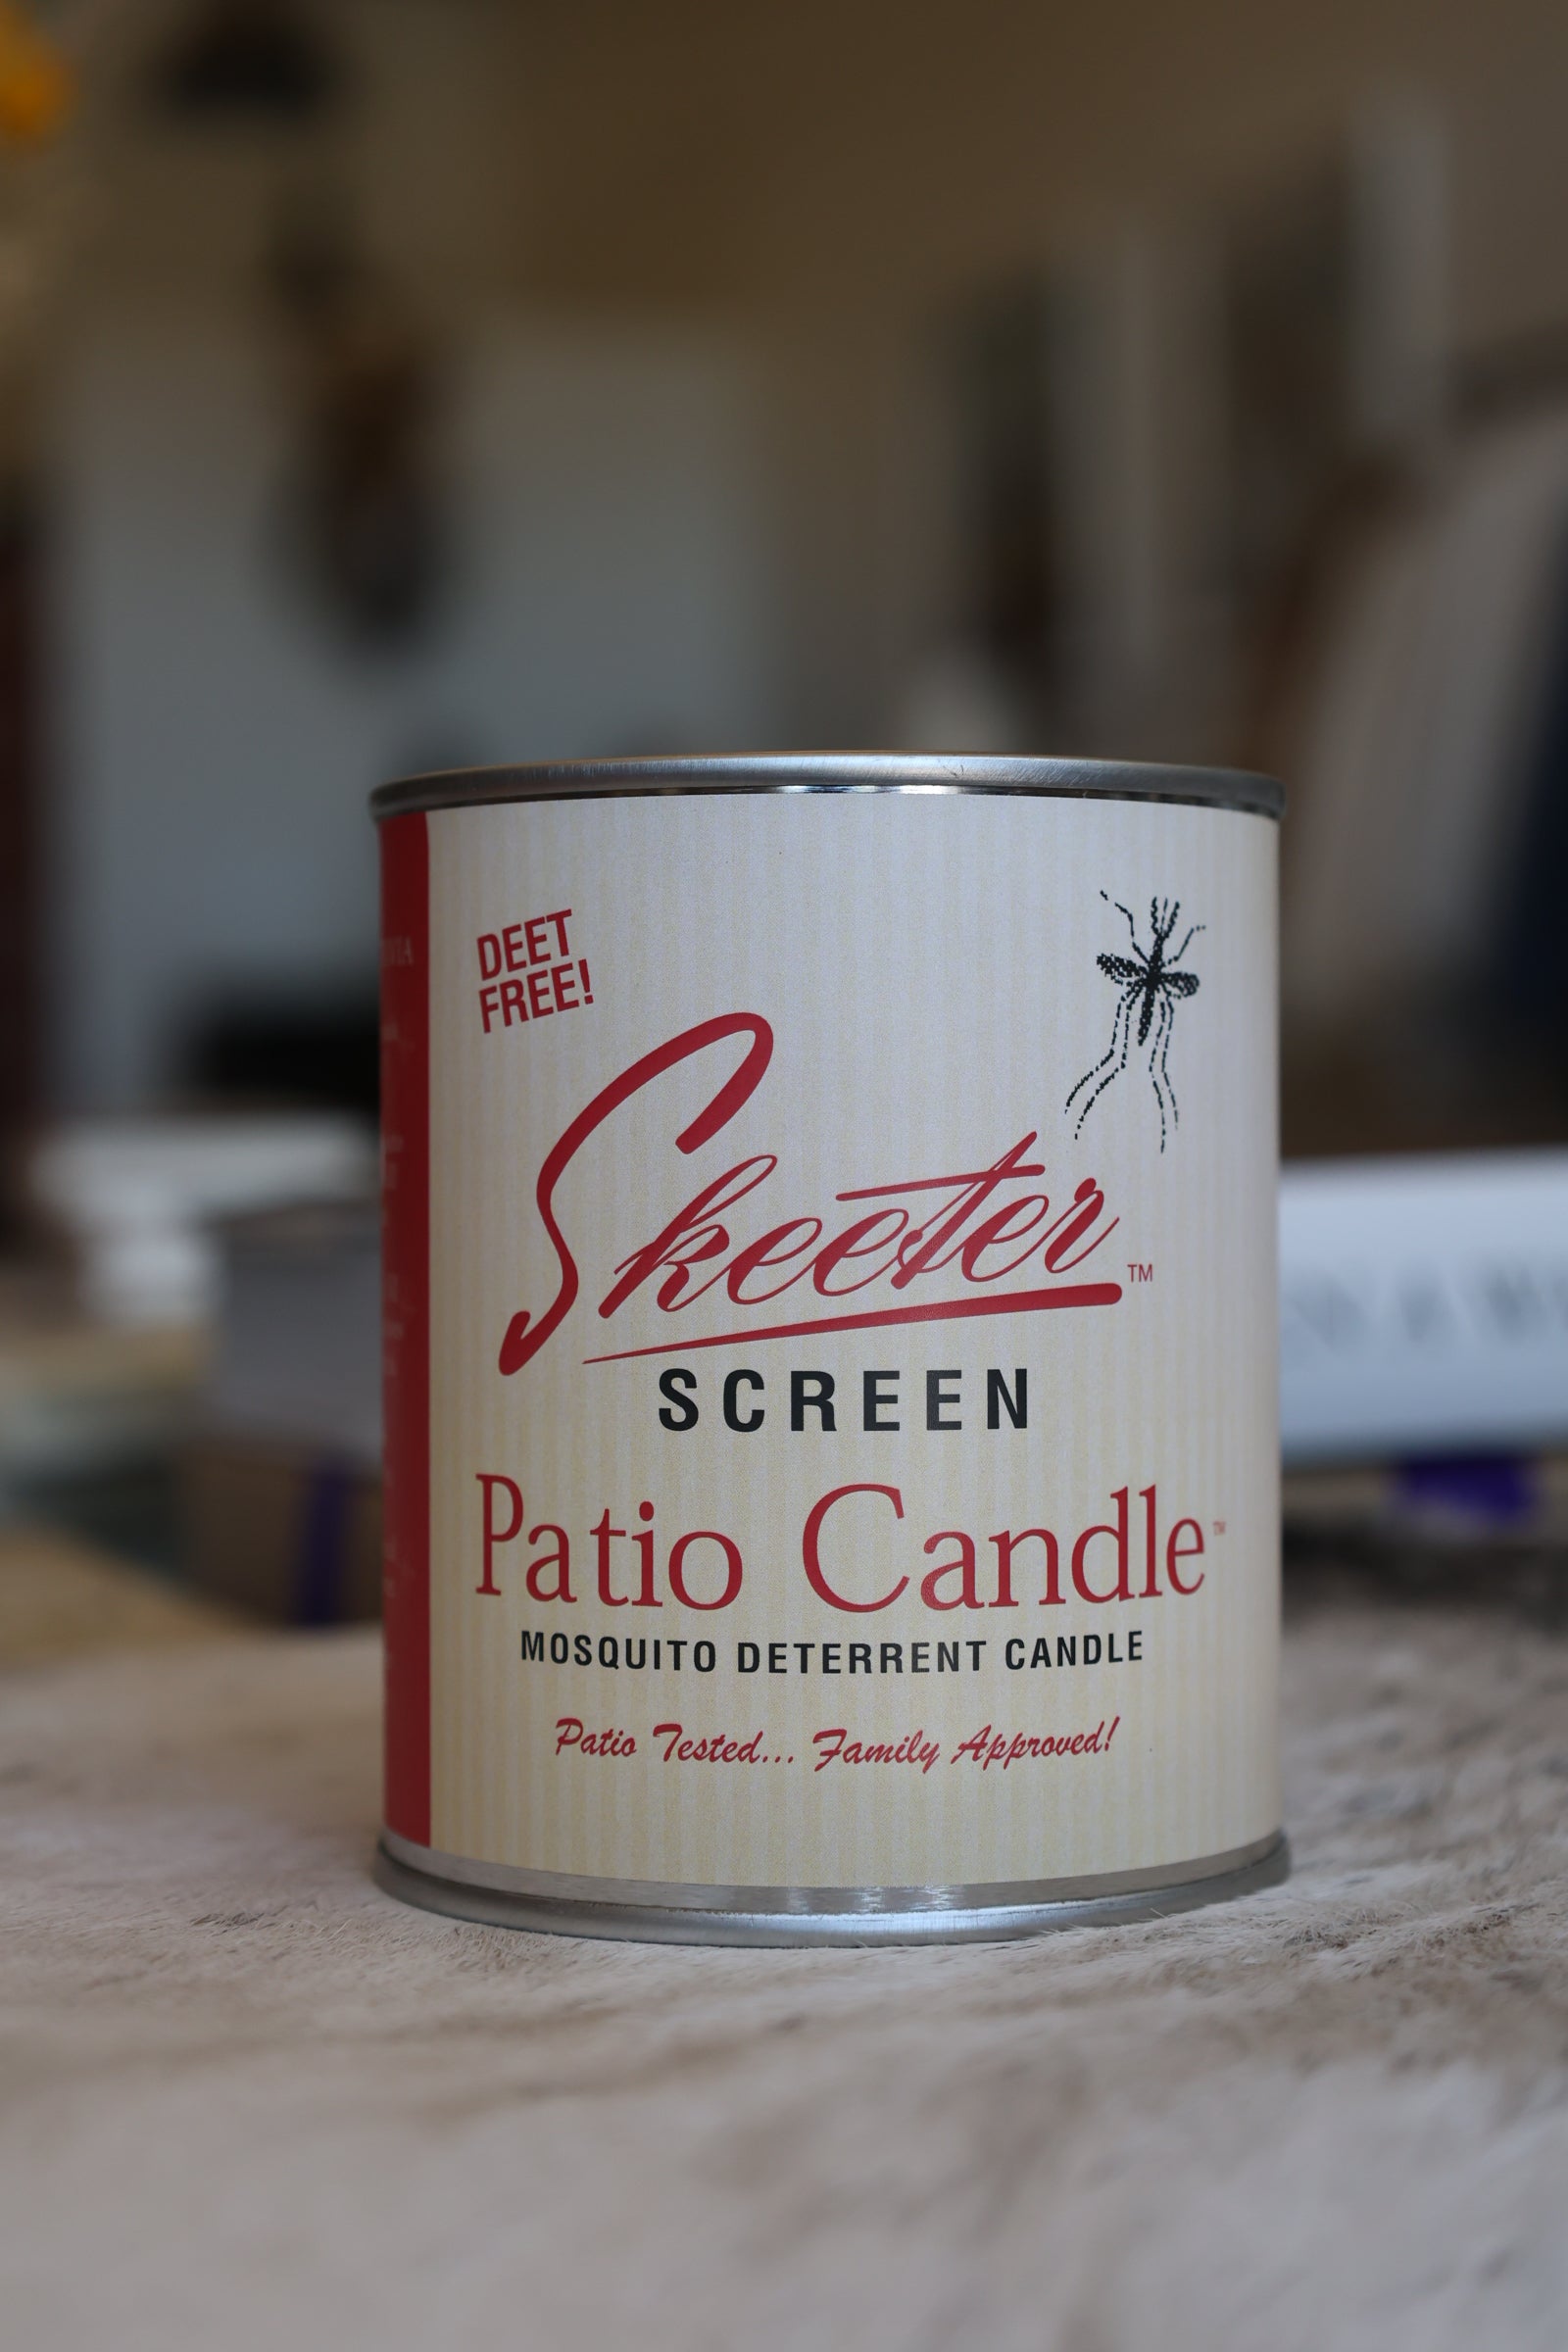 DEET
FREE!
Skeeter™
SCREEN
Patio Candle™
MOSQUITO DETERRENT CANDLE
Patio Tested... Family Approved!